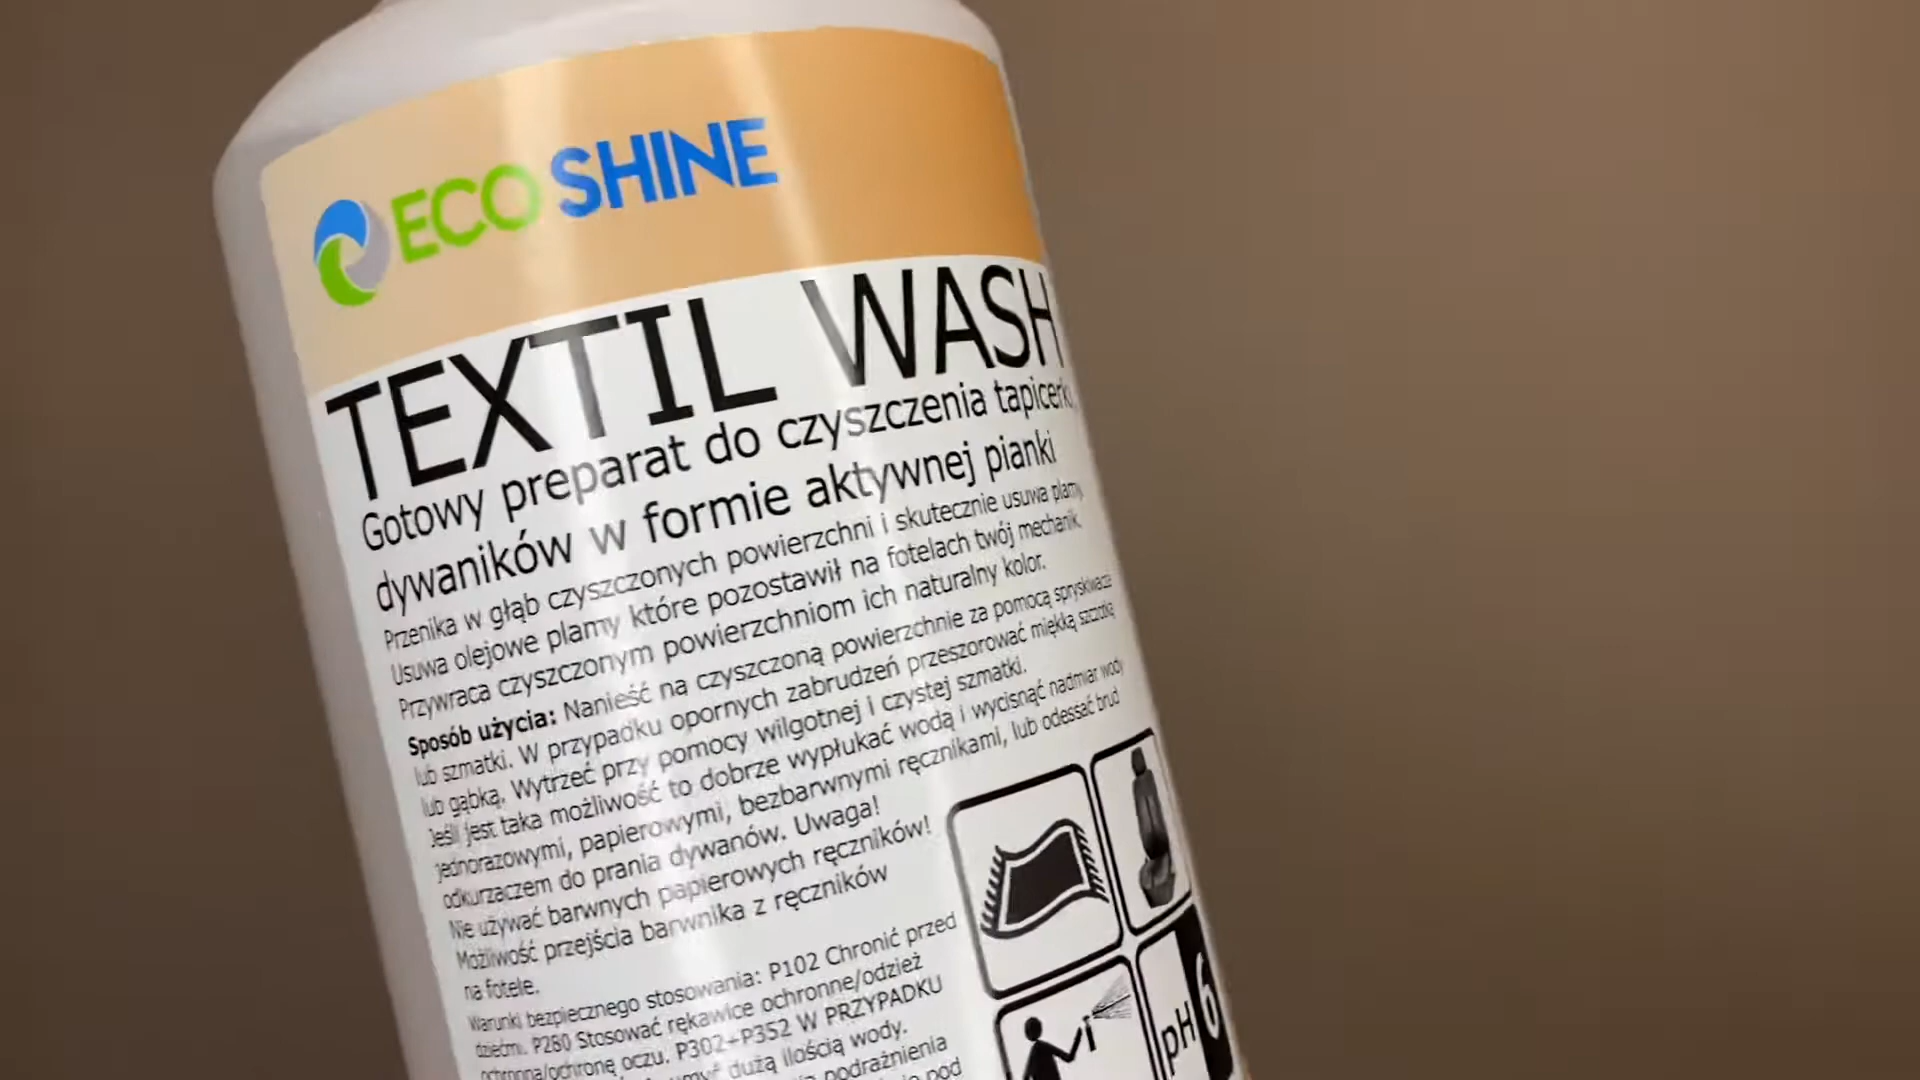 ECO SHINE
TEXTIL WASH
Gotowy preparat do czyszczenia tapicerki,
dywaników w formie aktywnej pianki
Przenika w głąb czyszczonych powierzchni i skutecznie usuwa plamy.
Usuwa olejowe plamy które pozostawił na fotelach twój mechanik.
Przywraca czyszczonym powierzchniom ich naturalny kolor.
Sposób użycia: Nanieść na czyszczoną powierzchnie za pomocą spryskiwacza
lub szmatki. W przypadku opornych zabrudzeń przeszorować miękką szczotką
lub gąbką. Wytrzeć przy pomocy wilgotnej i czystej szmatki.
Jeśli jest taka możliwość to dobrze wypłukać wodą i wycisnąć nadmiar wody
jednorazowymi, papierowymi, bezbarwnymi ręcznikami, lub odessać brud
odkurzaczem do prania dywanów. Uwaga!
Nie używać barwnych papierowych ręczników!
Możliwość przejścia barwnika z ręczników
na fotele.
Warunki bezpiecznego stosowania: P102 Chronić przed
dziećmi. P280 Stosować rękawice ochronne/odzież
ochronną/ochronę oczu. P302+P352 W PRZYPADKU
dużą ilością wody.
podrażnienia
pod
pH 6